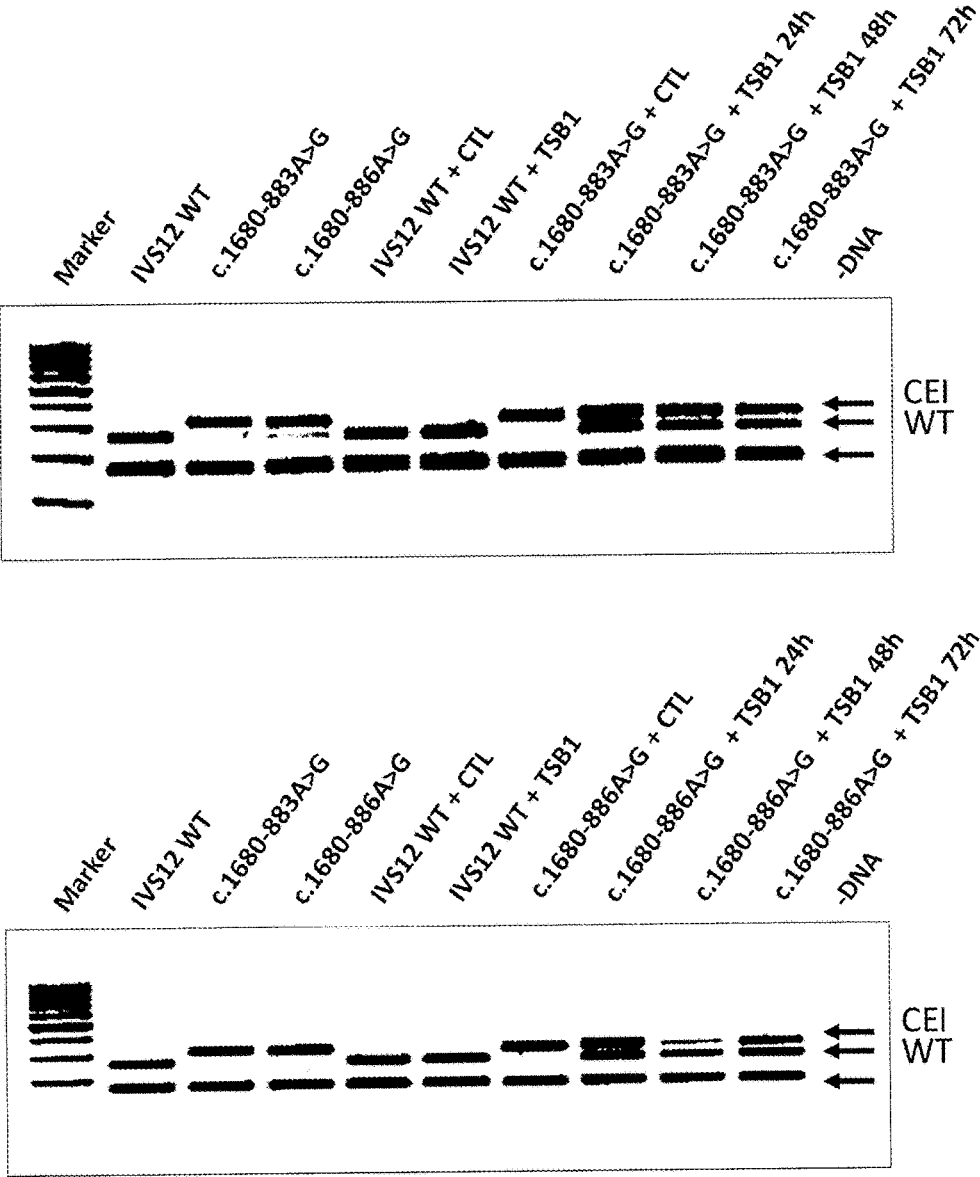 Marker
IVS12 WT
c.1680-883A>G
c.1680-886A>G
IVS12 WT + CTL
IVS12 WT + TSB1
c.1680-883A>G + CTL
c.1680-883A>G + TSB1 24h
c.1680-883A>G + TSB1 48h
c.1680-883A>G + TSB1 72h
-DNA
CEI
WT
Marker
IVS12 WT
c.1680-883A>G
c.1680-886A>G
IVS12 WT + CTL
IVS12 WT + TSB1
c.1680-886A>G + CTL
c.1680-886A>G + TSB1 24h
c.1680-886A>G + TSB1 48h
c.1680-886A>G + TSB1 72h
-DNA
CEI
WT